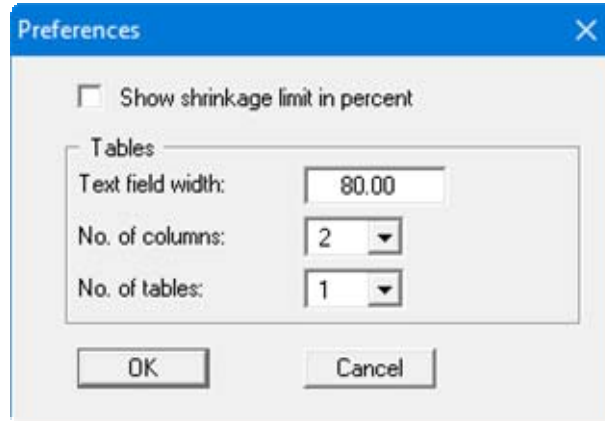 Preferences
Show shrinkage limit in percent
Tables
Text field width: 80.00
No. of columns: 2
No. of tables: 1
OK Cancel